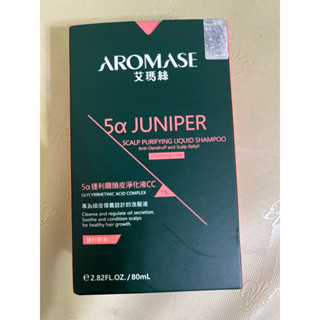 AROMASE
艾瑪絲
5α JUNIPER
SCALP PURIFYING LIQUID SHAMPOO
Anti-Dandruff and Scalp Relief
5α捷利爾頭皮淨化液CC
GLYCYRRHETINIC ACID COMPLEX
專為頭皮保養設計的洗髮液
Cleanse and regulate oil secretion.
Soothe and condition scalps
for healthy hair growth.
e 2.82FL.OZ. / 80mL